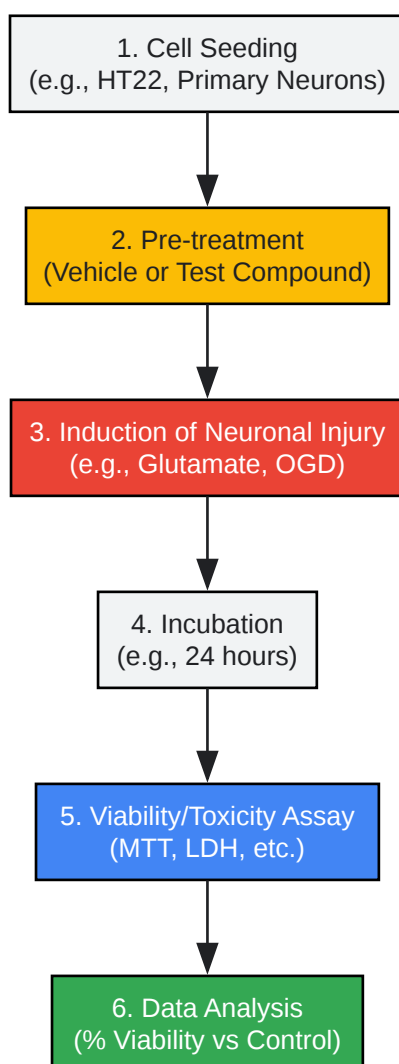 1. Cell Seeding
(e.g., HT22, Primary Neurons)
2. Pre-treatment
(Vehicle or Test Compound)
3. Induction of Neuronal Injury
(e.g., Glutamate, OGD)
4. Incubation
(e.g., 24 hours)
5. Viability/Toxicity Assay
(MTT, LDH, etc.)
6. Data Analysis
(% Viability vs Control)